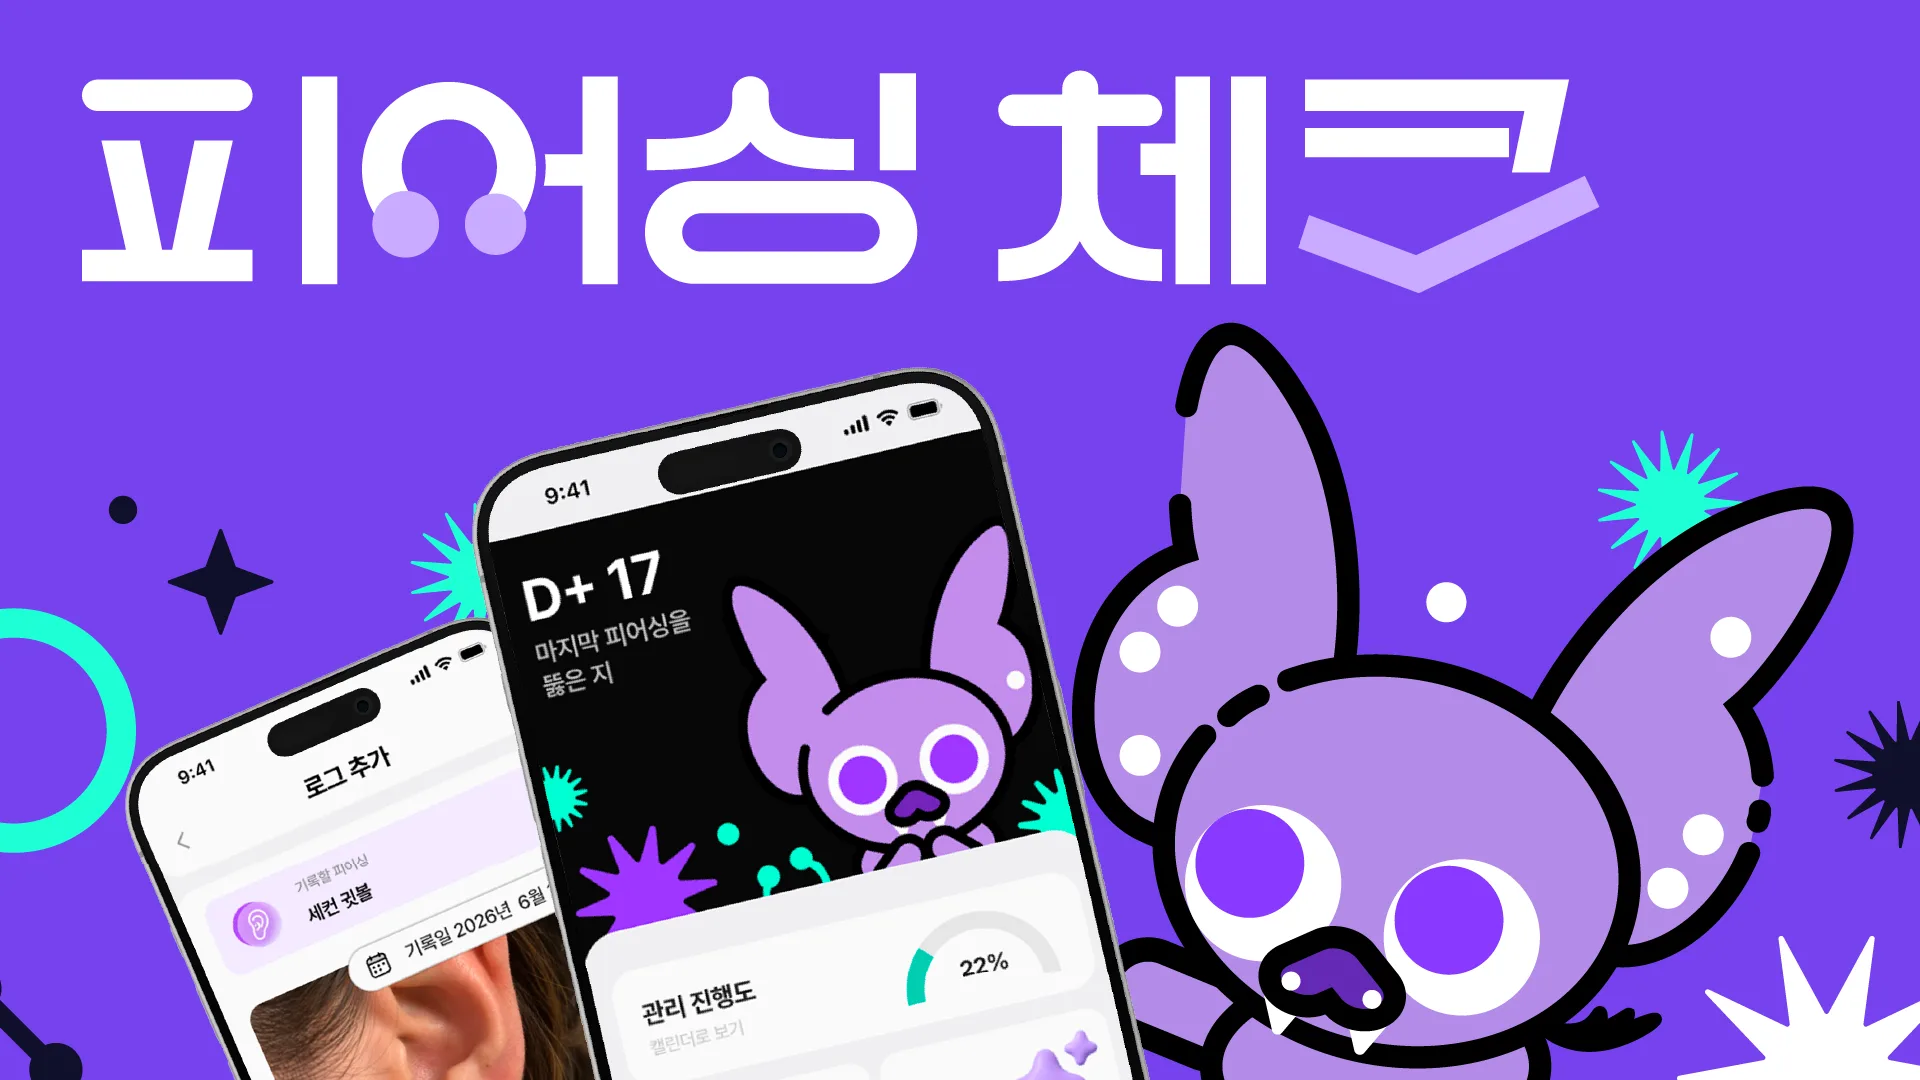 피어싱 체크
9:41
D+ 17
마지막 피어싱을
뚫은 지
관리 진행도
캘린더로 보기
22%
9:41
로그 추가
기록할 피어싱
세컨 귓볼
기록일 2026년 6월